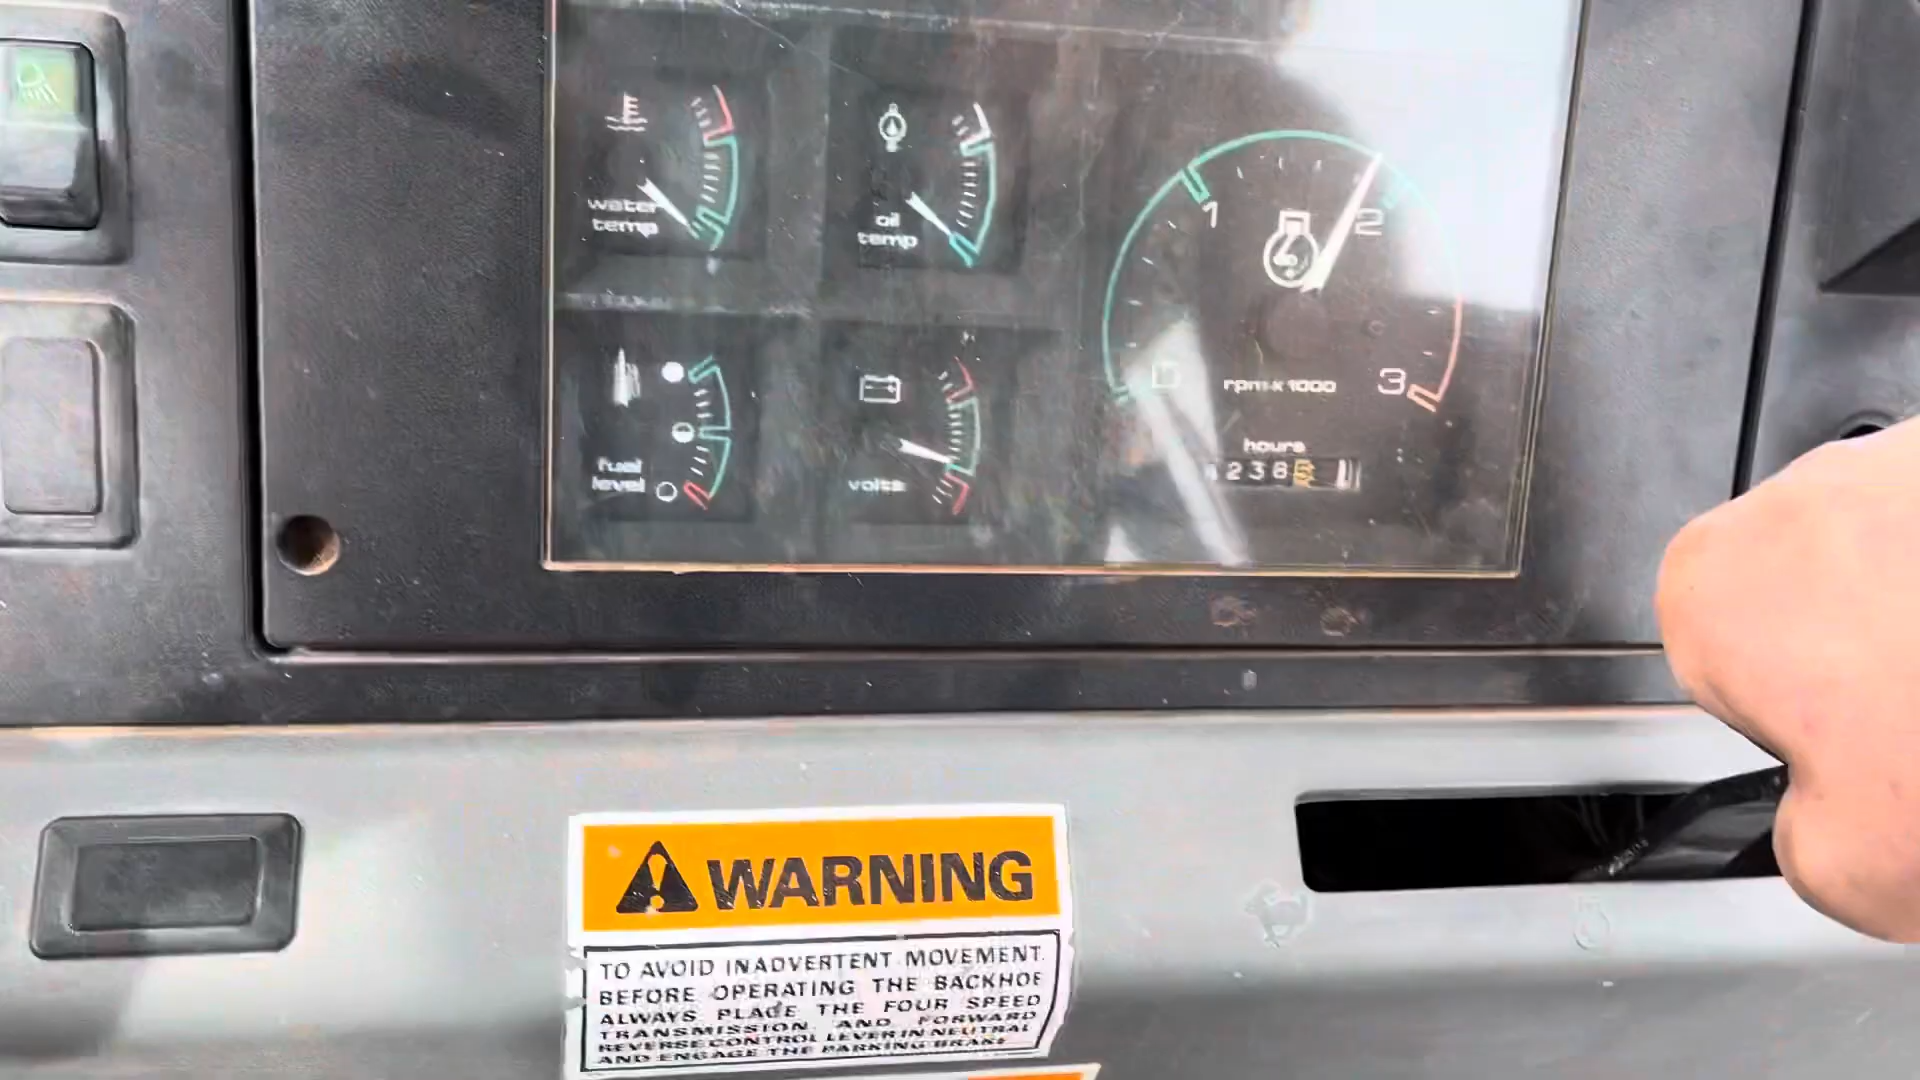 water
temp
oil
temp
1
2
3
rpm x 1000
hours
fuel
level
volts
WARNING
TO AVOID INADVERTENT MOVEMENT
BEFORE OPERATING THE BACKHOE
ALWAYS PLACE THE FOUR SPEED
TRANSMISSION AND FORWARD
REVERSE CONTROL LEVER IN NEUTRAL
AND ENGAGE THE PARKING BRAKE